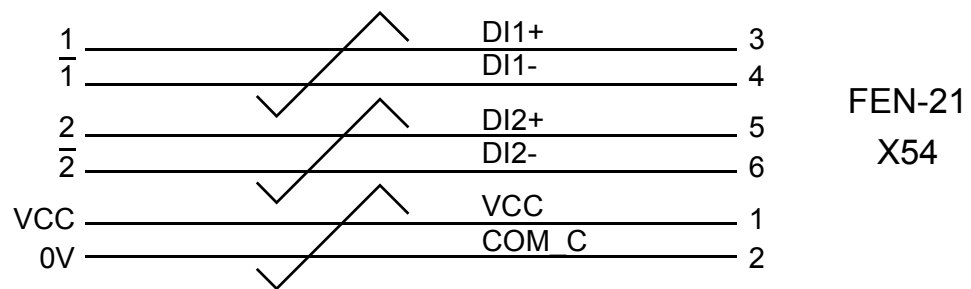 1 DI1+ 3
1̅ DI1- 4
2 DI2+ 5
2̅ DI2- 6
VCC VCC 1
0V COM_C 2
FEN-21
X54